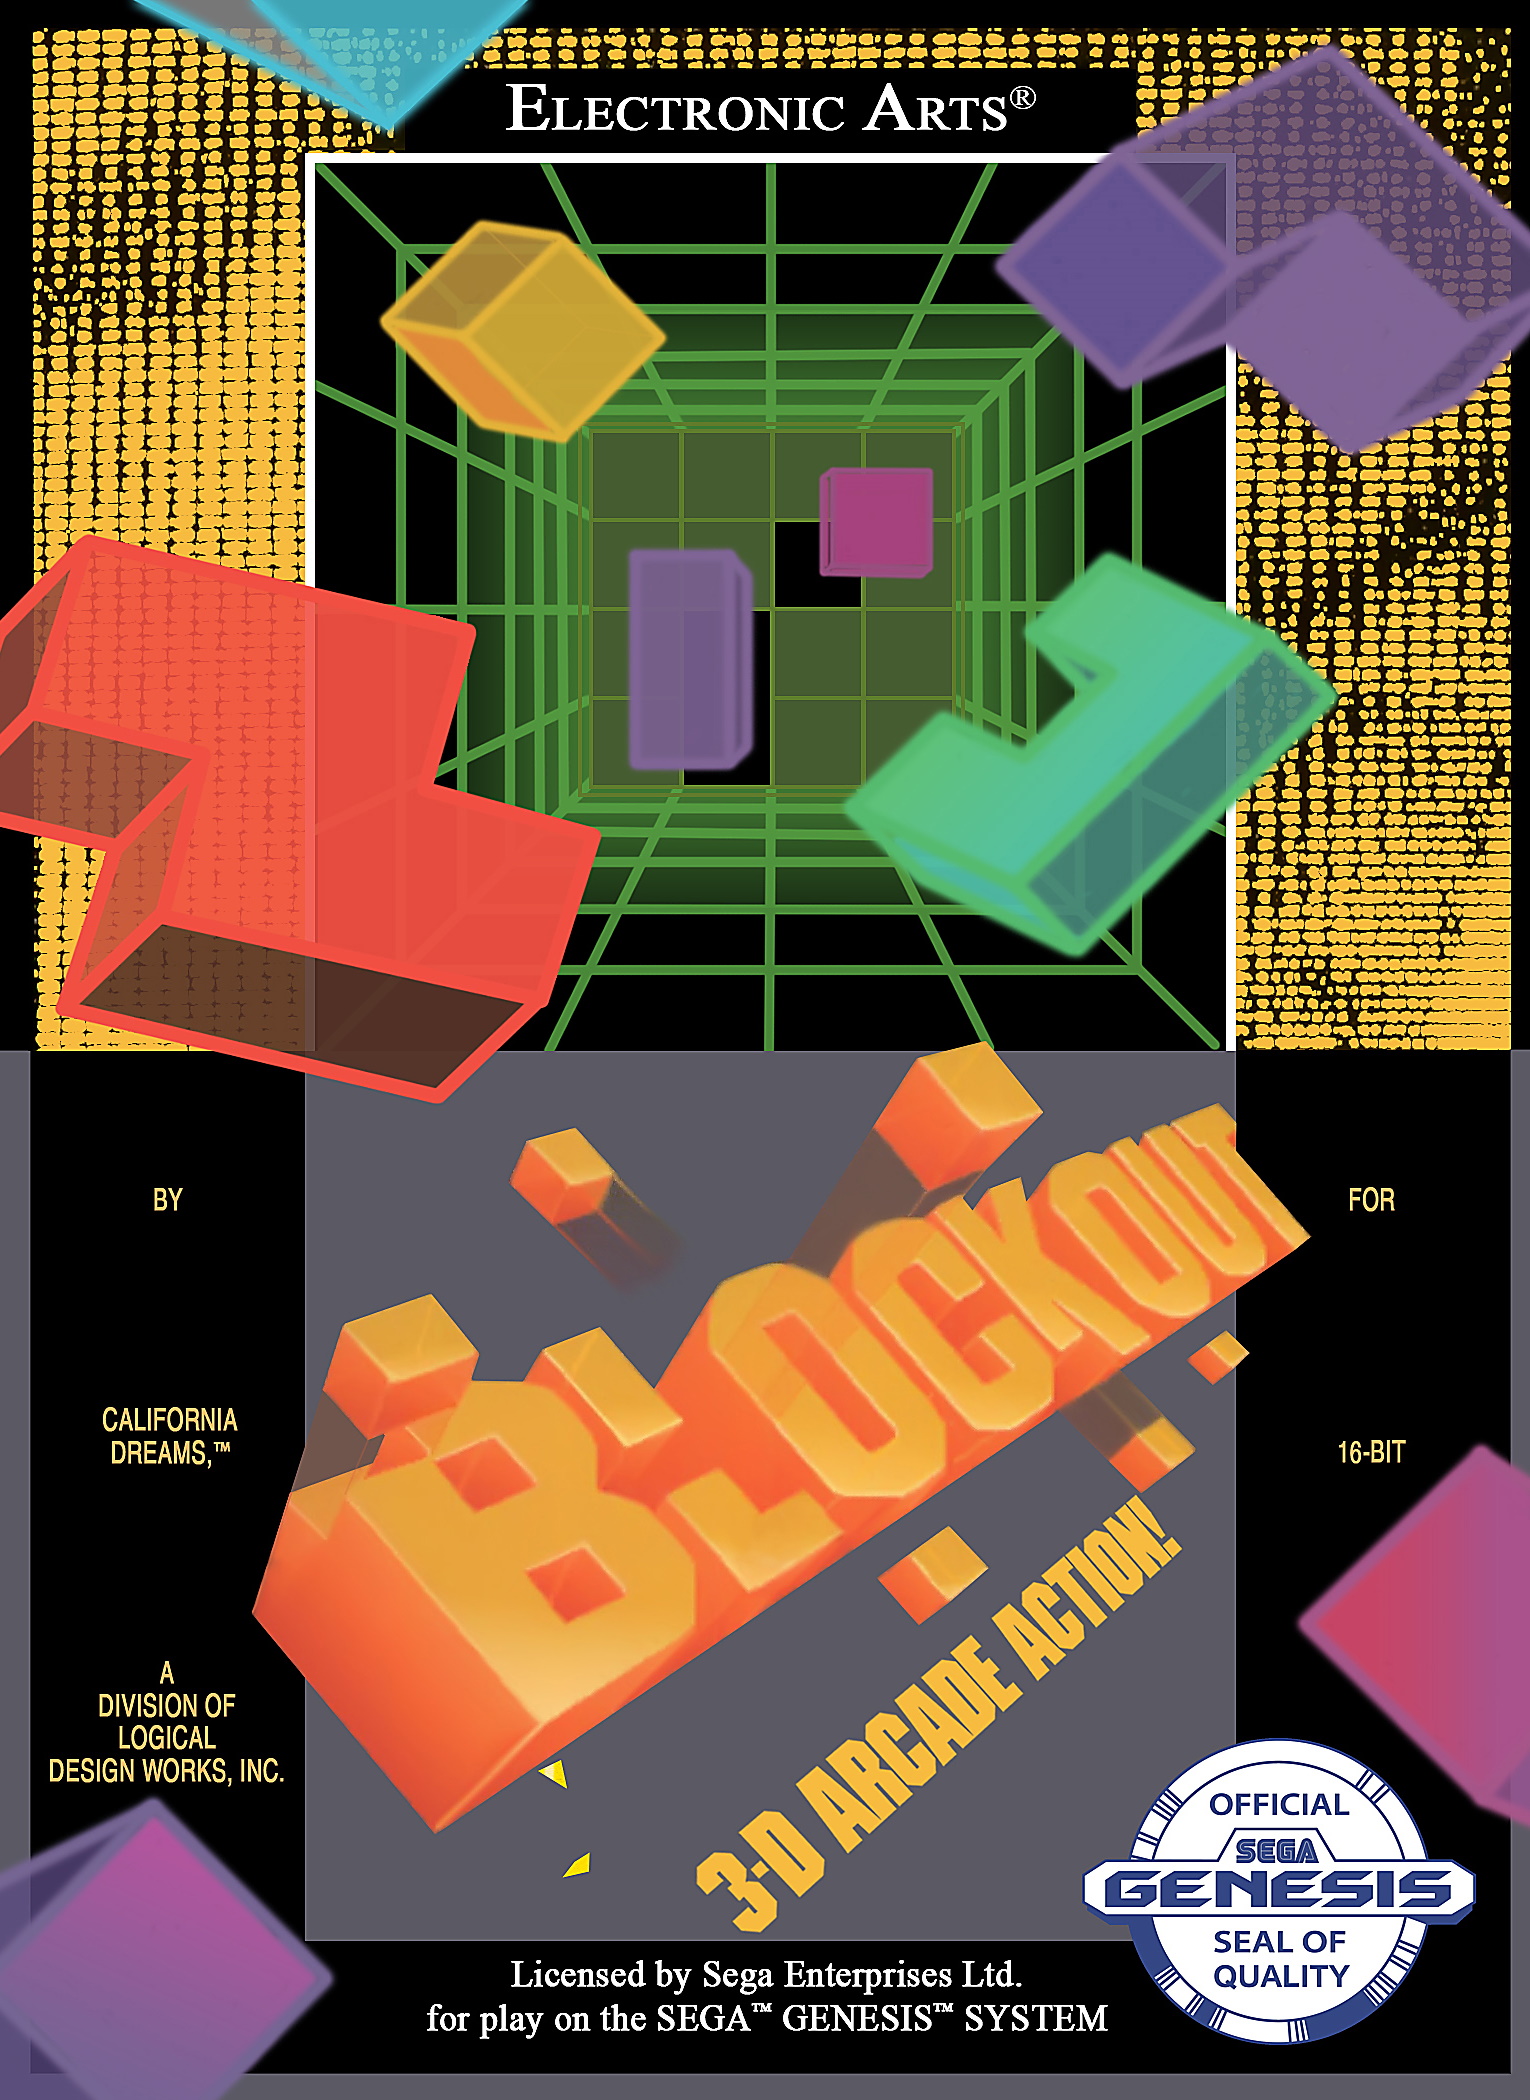 ELECTRONIC ARTS®
BY
FOR
CALIFORNIA
DREAMS,™
16-BIT
BLOCKOUT
3-D ARCADE ACTION!
A
DIVISION OF
LOGICAL
DESIGN WORKS, INC.
OFFICIAL
SEGA
GENESIS
SEAL OF
QUALITY
Licensed by Sega Enterprises Ltd.
for play on the SEGA™ GENESIS™ SYSTEM